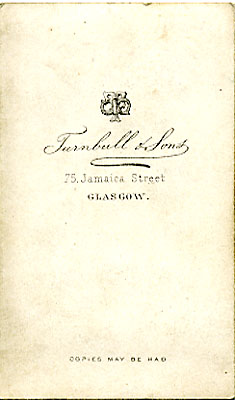 Turnbull & Sons
75, Jamaica Street
GLASGOW.
COPIES MAY BE HAD